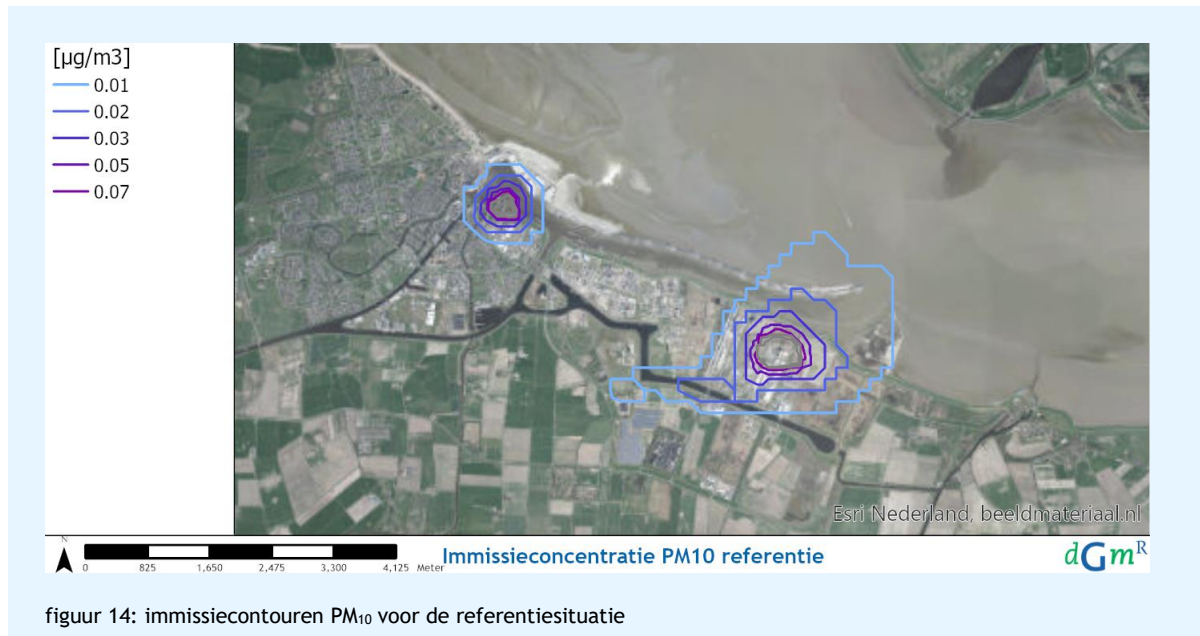 [µg/m3]
0.01
0.02
0.03
0.05
0.07
Esri Nederland, beeldmateriaal.nl
N
0 825 1,650 2,475 3,300 4,125 Meter
Immissieconcentratie PM10 referentie
dGmR
figuur 14: immissiecontouren PM₁₀ voor de referentiesituatie